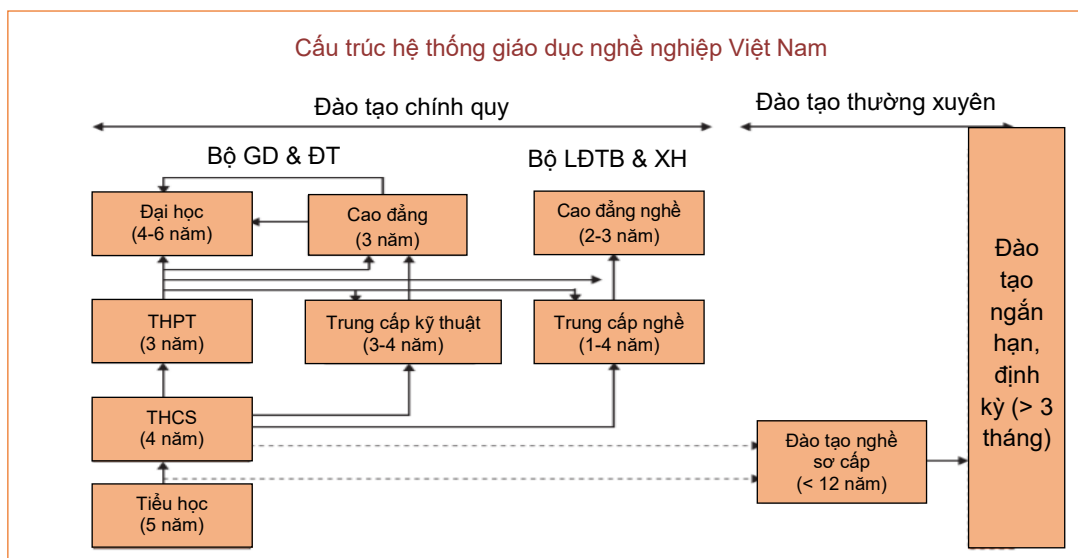 Cấu trúc hệ thống giáo dục nghề nghiệp Việt Nam
Đào tạo chính quy
Đào tạo thường xuyên
Bộ GD & ĐT
Bộ LĐTB & XH
Đại học
(4-6 năm)
Cao đẳng
(3 năm)
Cao đẳng nghề
(2-3 năm)
THPT
(3 năm)
Trung cấp kỹ thuật
(3-4 năm)
Trung cấp nghề
(1-4 năm)
THCS
(4 năm)
Tiểu học
(5 năm)
Đào tạo nghề
sơ cấp
(< 12 năm)
Đào
tạo
ngắn
hạn,
định
kỳ (> 3
tháng)